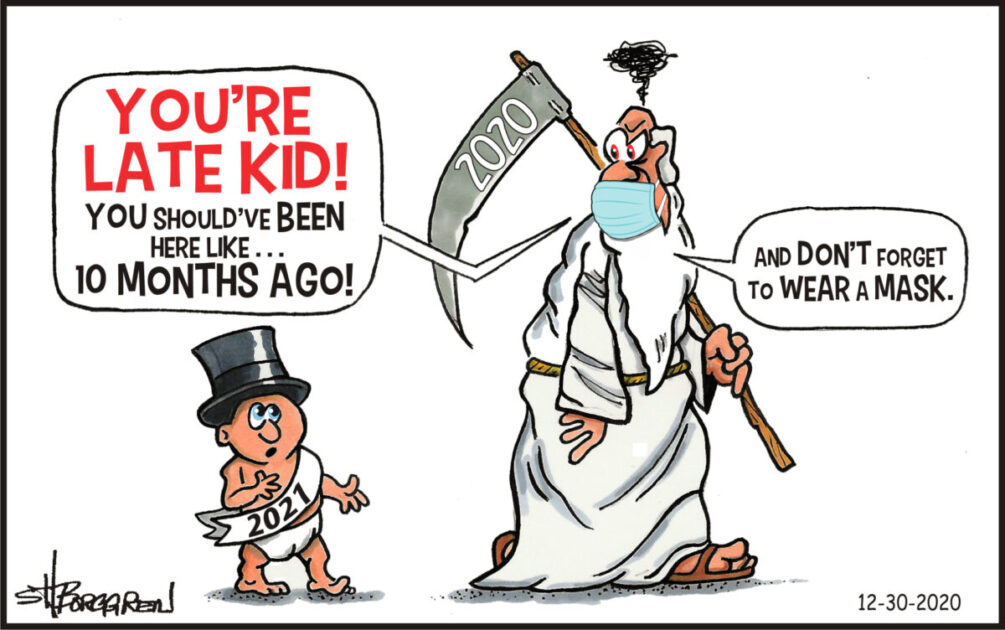 YOU'RE
LATE KID!
YOU SHOULD'VE BEEN
HERE LIKE...
10 MONTHS AGO!
2020
AND DON'T FORGET
TO WEAR A MASK.
2021
12-30-2020